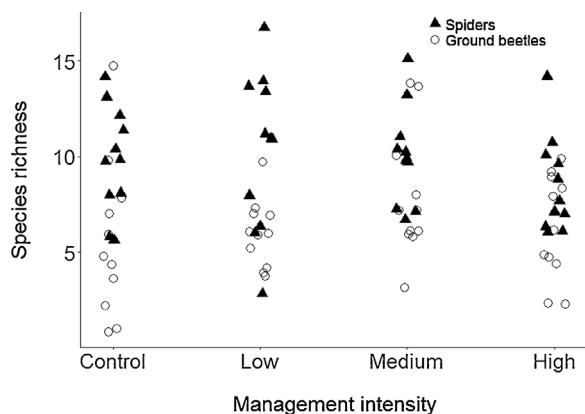 Spiders
Ground beetles
15
10
5
Species richness
Control Low Medium High
Management intensity